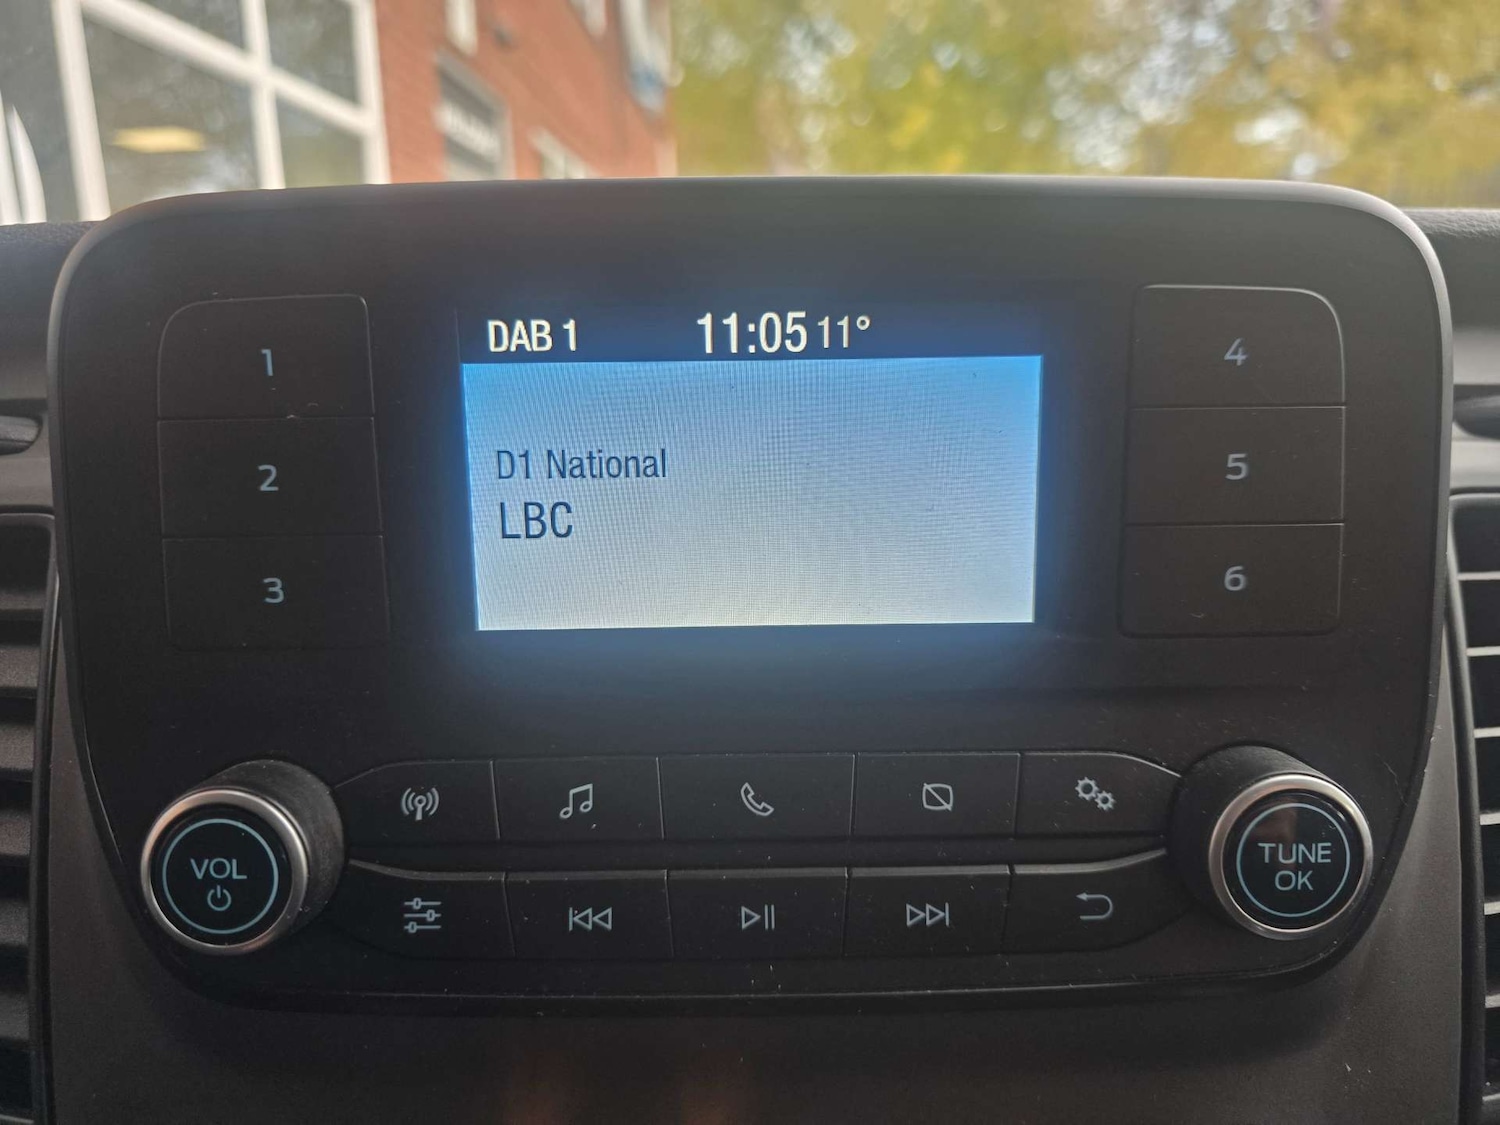 DAB 1 11:05 11°
D1 National
LBC
1
2
3
4
5
6
VOL
TUNE
OK